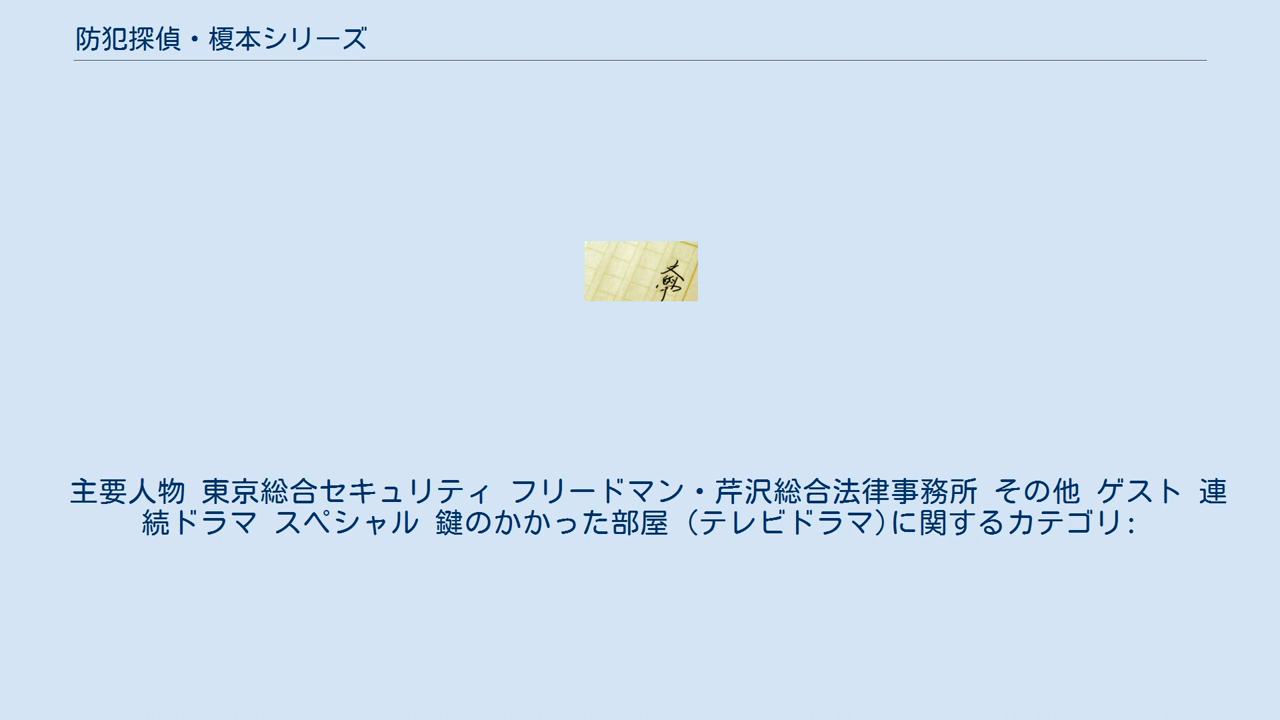 防犯探偵・榎本シリーズ
主要人物 東京総合セキュリティ フリードマン・芹沢総合法律事務所 その他 ゲスト 連
続ドラマ スペシャル 鍵のかかった部屋 (テレビドラマ)に関するカテゴリ: